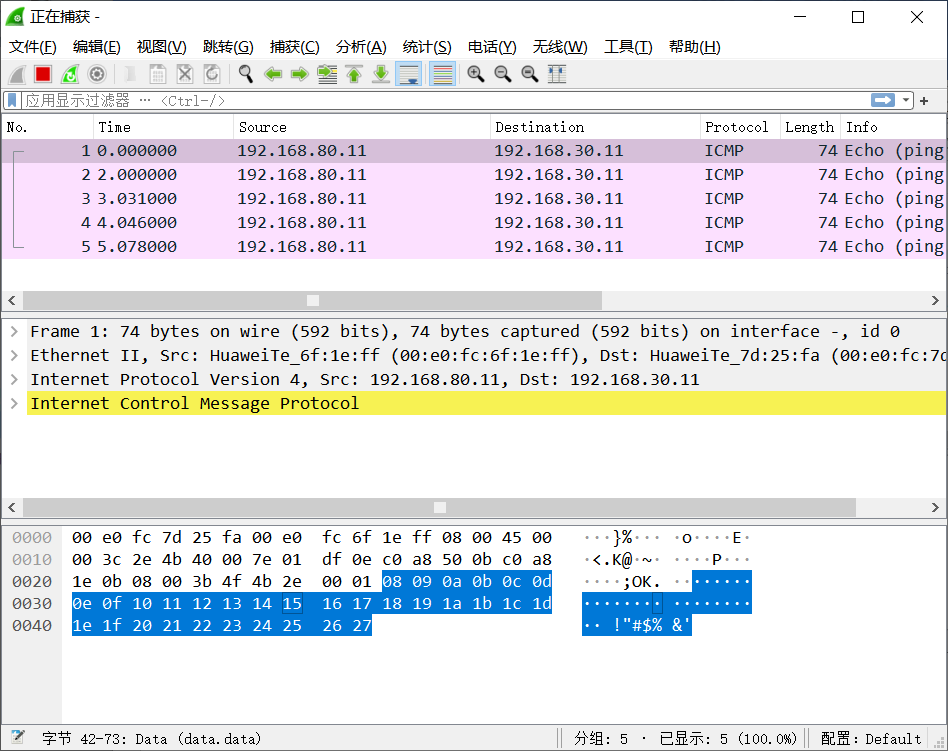 正在捕获 -
文件(F) 编辑(E) 视图(V) 跳转(G) 捕获(C) 分析(A) 统计(S) 电话(Y) 无线(W) 工具(T) 帮助(H)
应用显示过滤器 … <Ctrl-/>
No. Time Source Destination Protocol Length Info
1 0.000000 192.168.80.11 192.168.30.11 ICMP 74 Echo (ping
2 2.000000 192.168.80.11 192.168.30.11 ICMP 74 Echo (ping
3 3.031000 192.168.80.11 192.168.30.11 ICMP 74 Echo (ping
4 4.046000 192.168.80.11 192.168.30.11 ICMP 74 Echo (ping
5 5.078000 192.168.80.11 192.168.30.11 ICMP 74 Echo (ping
Frame 1: 74 bytes on wire (592 bits), 74 bytes captured (592 bits) on interface -, id 0
Ethernet II, Src: HuaweiTe_6f:1e:ff (00:e0:fc:6f:1e:ff), Dst: HuaweiTe_7d:25:fa (00:e0:fc:7d
Internet Protocol Version 4, Src: 192.168.80.11, Dst: 192.168.30.11
Internet Control Message Protocol
0000 00 e0 fc 7d 25 fa 00 e0 fc 6f 1e ff 08 00 45 00 ···}%··· ·o····E·
0010 00 3c 2e 4b 40 00 7e 01 df 0e c0 a8 50 0b c0 a8 ·<.K@·~· ····P···
0020 1e 0b 08 00 3b 4f 4b 2e 00 01 08 09 0a 0b 0c 0d ····;OK. ········
0030 0e 0f 10 11 12 13 14 15 16 17 18 19 1a 1b 1c 1d ········ ········
0040 1e 1f 20 21 22 23 24 25 26 27 ·· !"#$% &'
字节 42-73: Data (data.data) 分组: 5 · 已显示: 5 (100.0%) 配置: Default